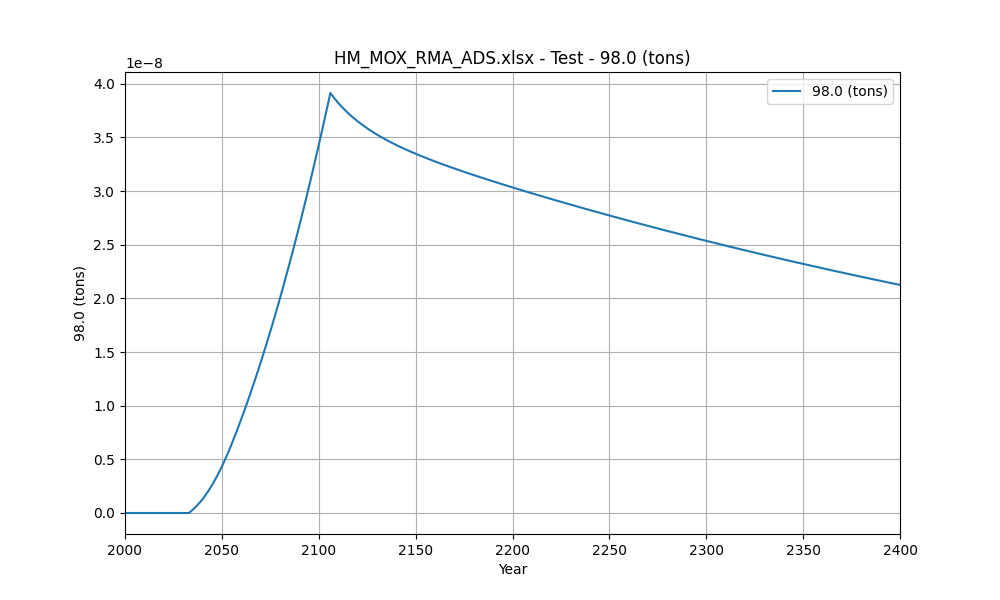 HM_MOX_RMA_ADS.xlsx - Test - 98.0 (tons)
1e−8
98.0 (tons)
4.0
3.5
3.0
2.5
2.0
1.5
1.0
0.5
0.0
98.0 (tons)
2000 2050 2100 2150 2200 2250 2300 2350 2400
Year